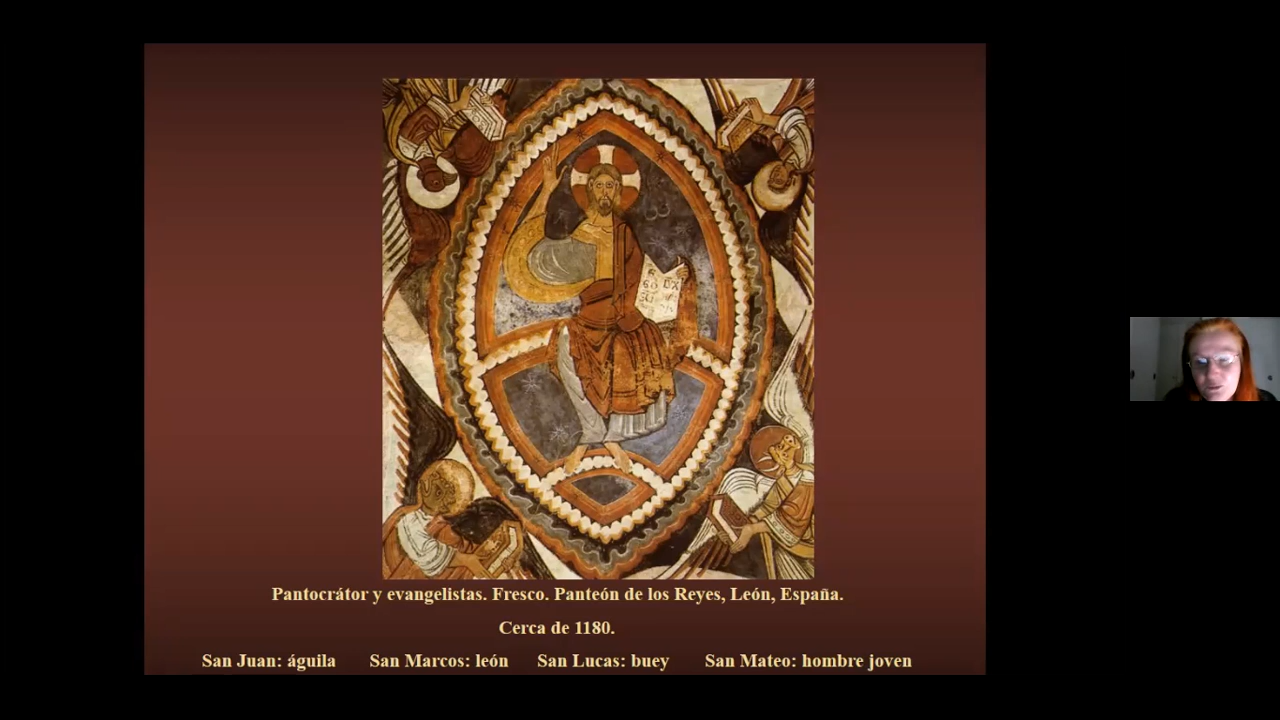 Pantocrátor y evangelistas. Fresco. Panteón de los Reyes, León, España.
Cerca de 1180.
San Juan: águila San Marcos: león San Lucas: buey San Mateo: hombre joven